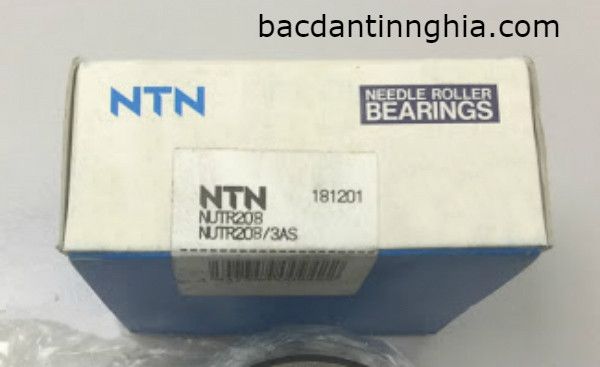 bacdantinnghia.com
NTN
NEEDLE ROLLER
BEARINGS
NTN 181201
NUTR208
NUTR208/3AS